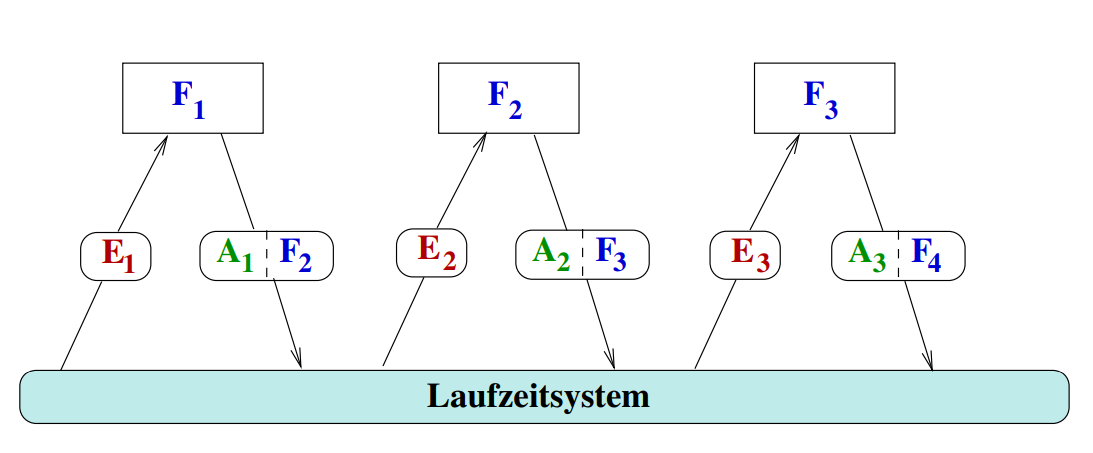 F1 F2 F3
E1 A1 F2 E2 A2 F3 E3 A3 F4
Laufzeitsystem